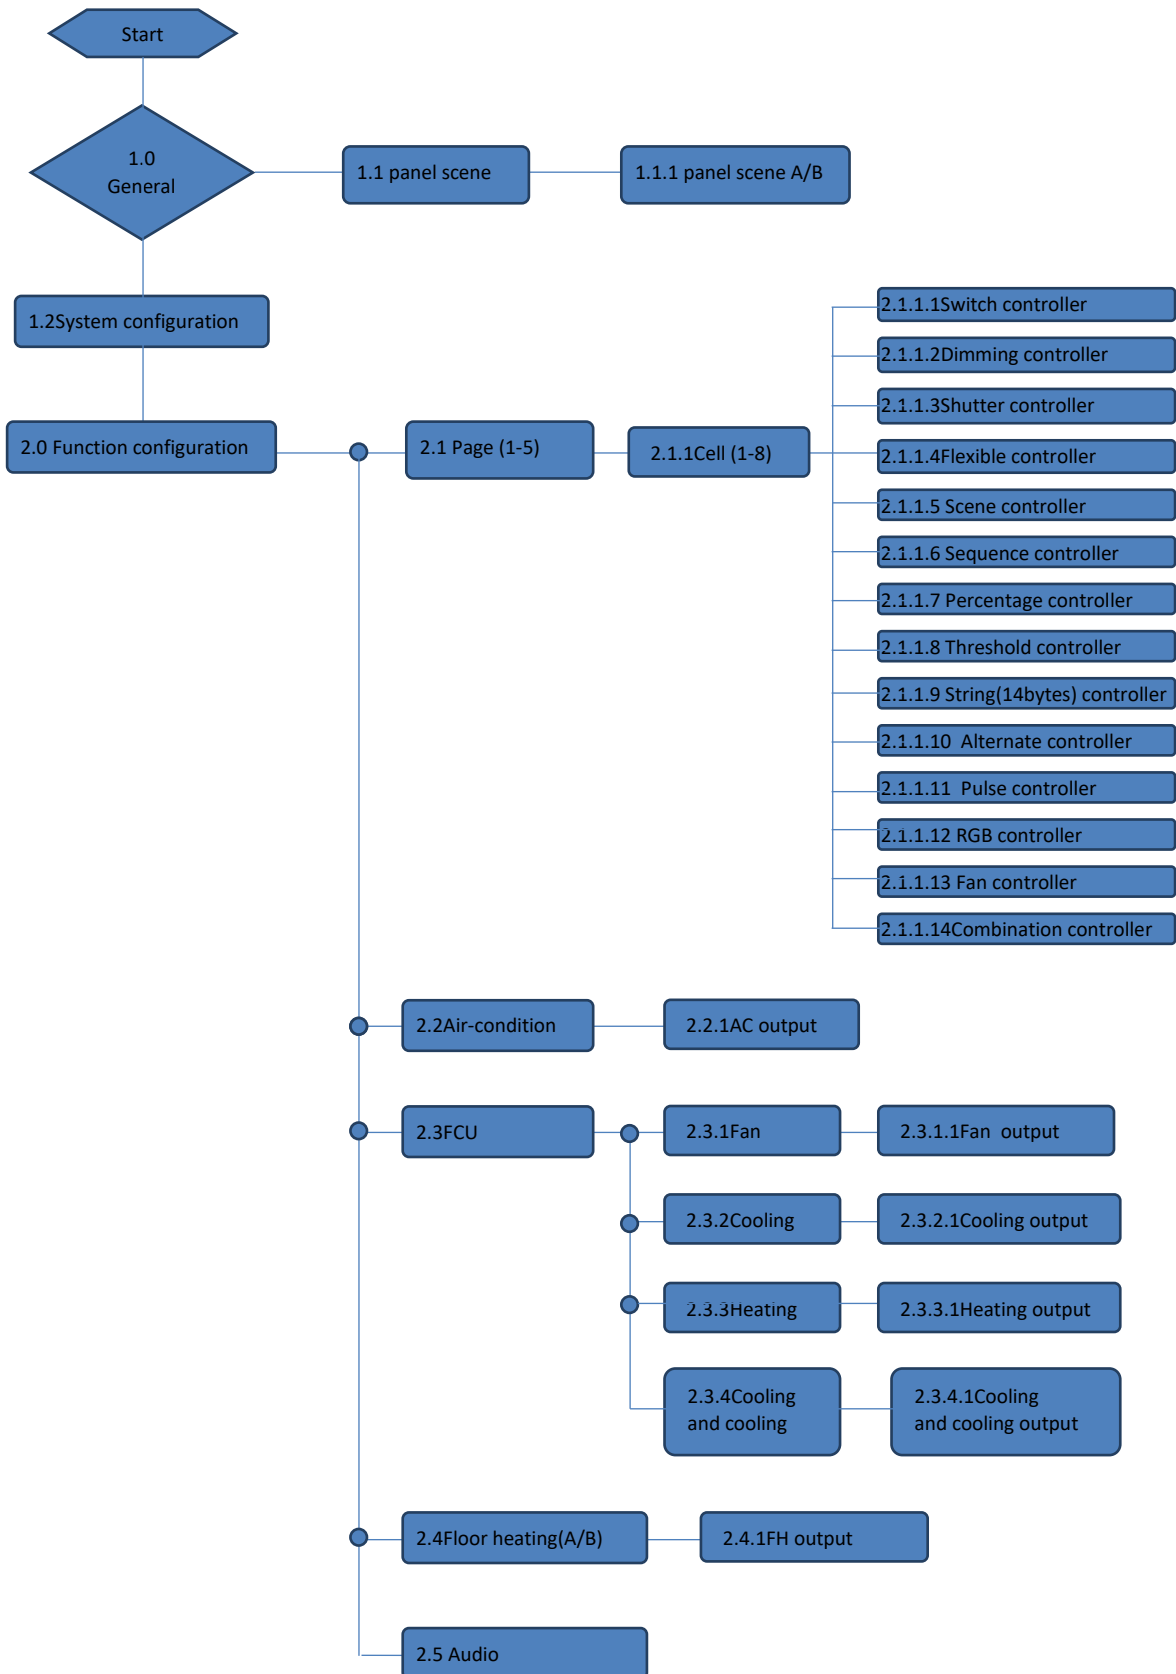 Start
1.0
General
1.1 panel scene
1.1.1 panel scene A/B
1.2System configuration
2.0 Function configuration
2.1 Page (1-5)
2.1.1Cell (1-8)
2.1.1.1Switch controller
2.1.1.2Dimming controller
2.1.1.3Shutter controller
2.1.1.4Flexible controller
2.1.1.5 Scene controller
2.1.1.6 Sequence controller
2.1.1.7 Percentage controller
2.1.1.8 Threshold controller
2.1.1.9 String(14bytes) controller
2.1.1.10  Alternate controller
2.1.1.11  Pulse controller
2.1.1.12 RGB controller
2.1.1.13 Fan controller
2.1.1.14Combination controller
2.2Air-condition
2.2.1AC output
2.3FCU
2.3.1Fan
2.3.1.1Fan  output
2.3.2Cooling
2.3.2.1Cooling output
2.3.3Heating
2.3.3.1Heating output
2.3.4Cooling
and cooling
2.3.4.1Cooling
and cooling output
2.4Floor heating(A/B)
2.4.1FH output
2.5 Audio